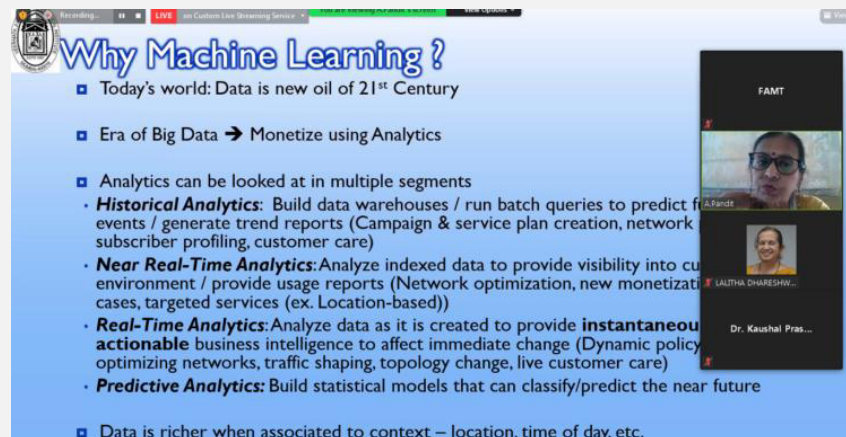 Recording...
LIVE
on Custom Live Streaming Service
Why Machine Learning ?
Today's world: Data is new oil of 21st Century
Era of Big Data ➔ Monetize using Analytics
Analytics can be looked at in multiple segments
Historical Analytics: Build data warehouses / run batch queries to predict
events / generate trend reports (Campaign & service plan creation, network
subscriber profiling, customer care)
Near Real-Time Analytics: Analyze indexed data to provide visibility into
environment / provide usage reports (Network optimization, new
cases, targeted services (ex. Location-based))
Real-Time Analytics: Analyze data as it is created to provide instantaneou
actionable business intelligence to affect immediate change (Dynamic policy
optimizing networks, traffic shaping, topology change, live customer care)
Predictive Analytics: Build statistical models that can classify/predict the near future
Data is richer when associated to context – location, time of day, etc.
FAMT
A.Pandit
LALITHA DHARESHW...
Dr. Kaushal Pras...